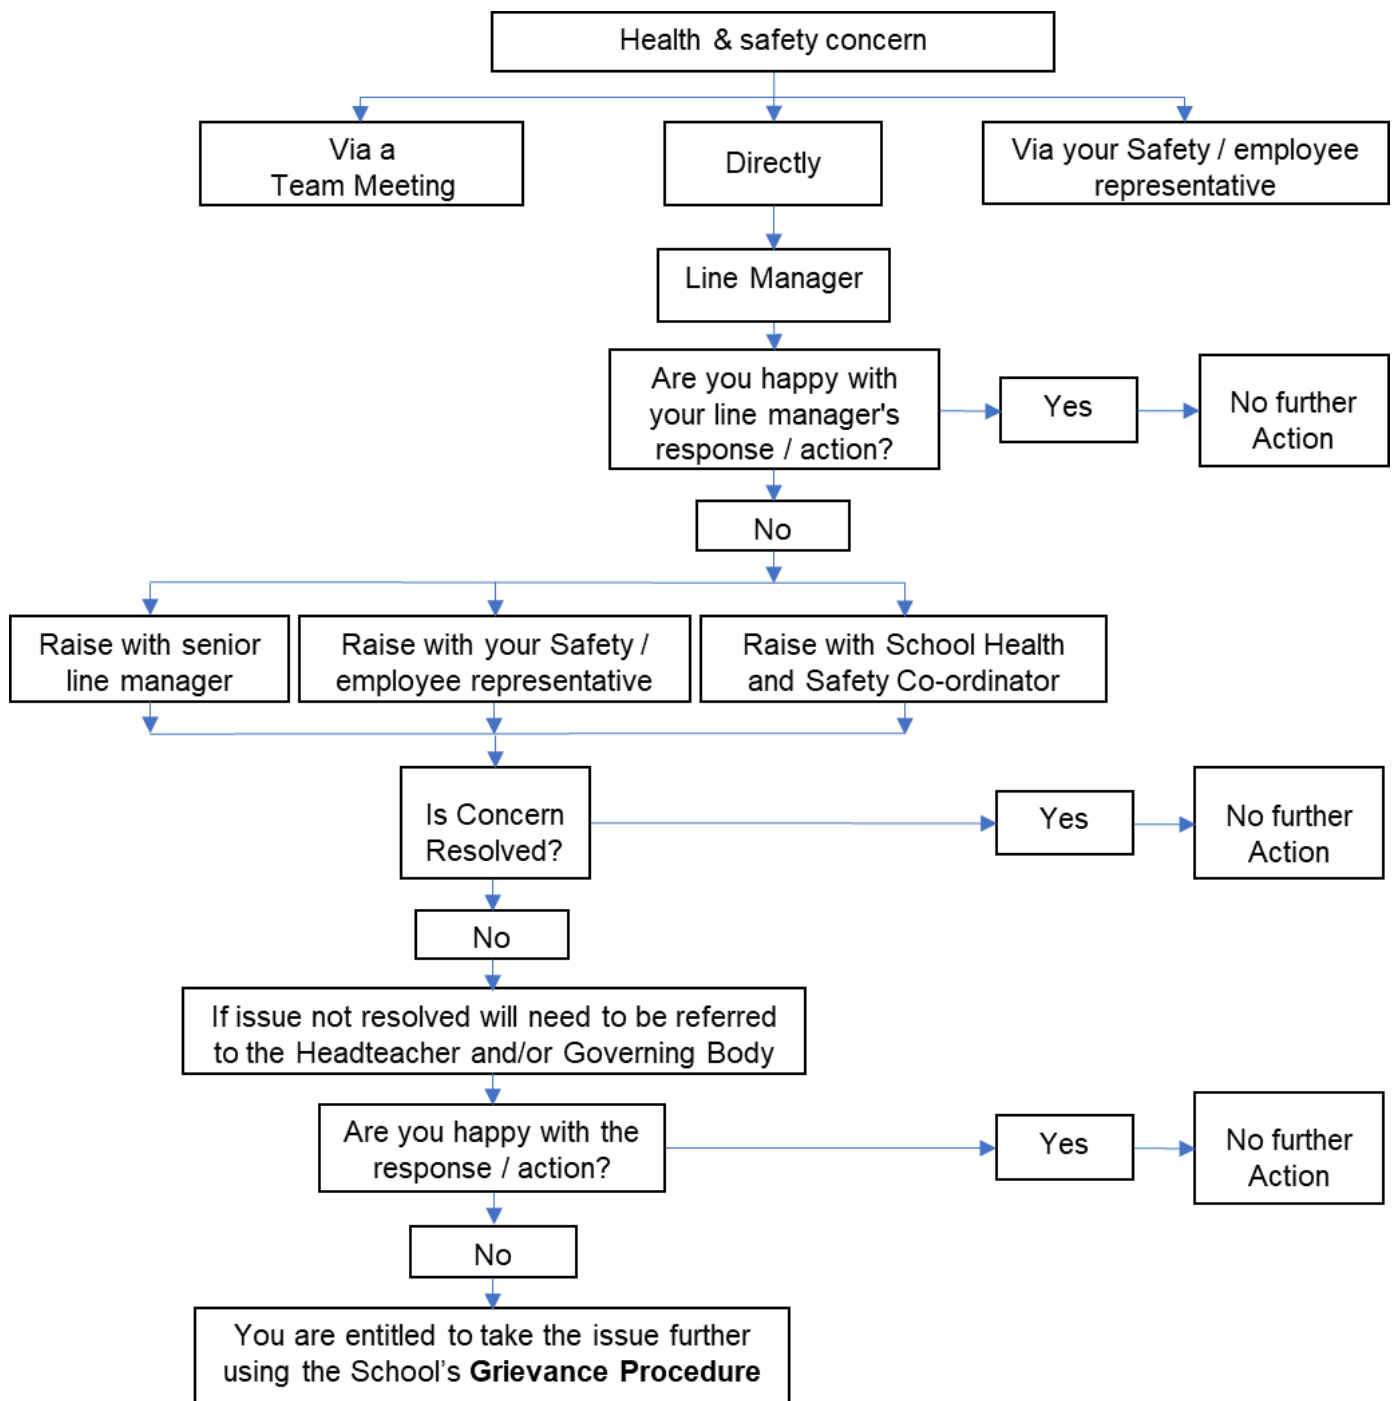 Health & safety concern
Via a
Team Meeting
Directly
Via your Safety / employee
representative
Line Manager
Are you happy with
your line manager's
response / action?
Yes
No further
Action
No
Raise with senior
line manager
Raise with your Safety /
employee representative
Raise with School Health
and Safety Co-ordinator
Is Concern
Resolved?
Yes
No further
Action
No
If issue not resolved will need to be referred
to the Headteacher and/or Governing Body
Are you happy with the
response / action?
Yes
No further
Action
No
You are entitled to take the issue further
using the School’s Grievance Procedure